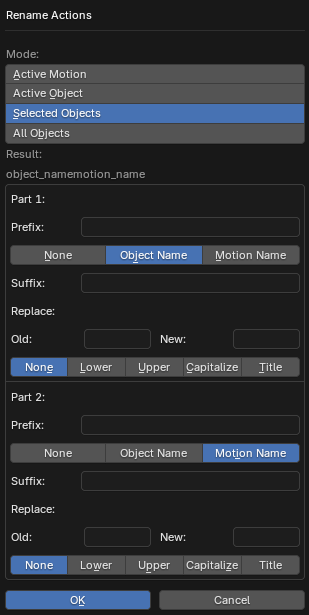 Rename Actions
Mode:
Active Motion
Active Object
Selected Objects
All Objects
Result:
object_namemotion_name
Part 1:
Prefix:
None Object Name Motion Name
Suffix:
Replace:
Old: New:
None Lower Upper Capitalize Title
Part 2:
Prefix:
None Object Name Motion Name
Suffix:
Replace:
Old: New:
None Lower Upper Capitalize Title
OK Cancel